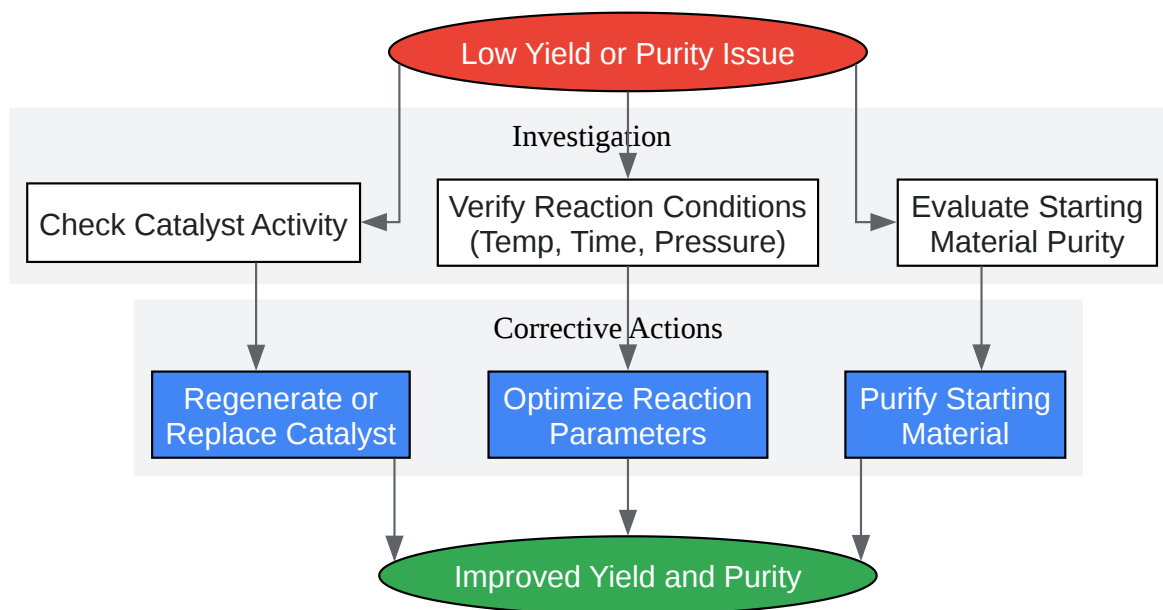 Low Yield or Purity Issue
Investigation
Check Catalyst Activity
Verify Reaction Conditions
(Temp, Time, Pressure)
Evaluate Starting
Material Purity
Corrective Actions
Regenerate or
Replace Catalyst
Optimize Reaction
Parameters
Purify Starting
Material
Improved Yield and Purity